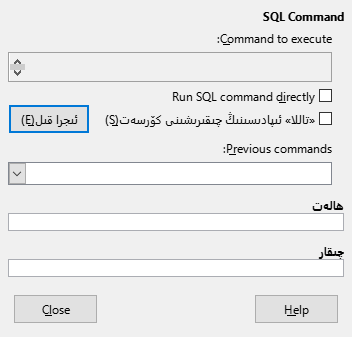 SQL Command
Command to execute:
Run SQL command directly
«تاللا» ئىپادىسىنىڭ چىقىرىشىنى كۆرسەت(S)
ئىجرا قىل(E)
Previous commands:
ھالەت
چىقار
Close
Help